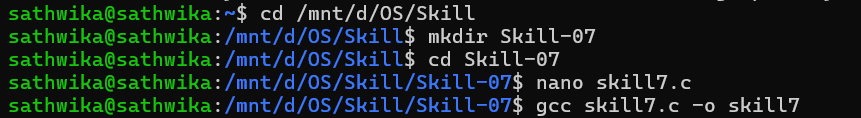 sathwika@sathwika:~$ cd /mnt/d/OS/Skill
sathwika@sathwika:/mnt/d/OS/Skill$ mkdir Skill-07
sathwika@sathwika:/mnt/d/OS/Skill$ cd Skill-07
sathwika@sathwika:/mnt/d/OS/Skill/Skill-07$ nano skill7.c
sathwika@sathwika:/mnt/d/OS/Skill/Skill-07$ gcc skill7.c -o skill7